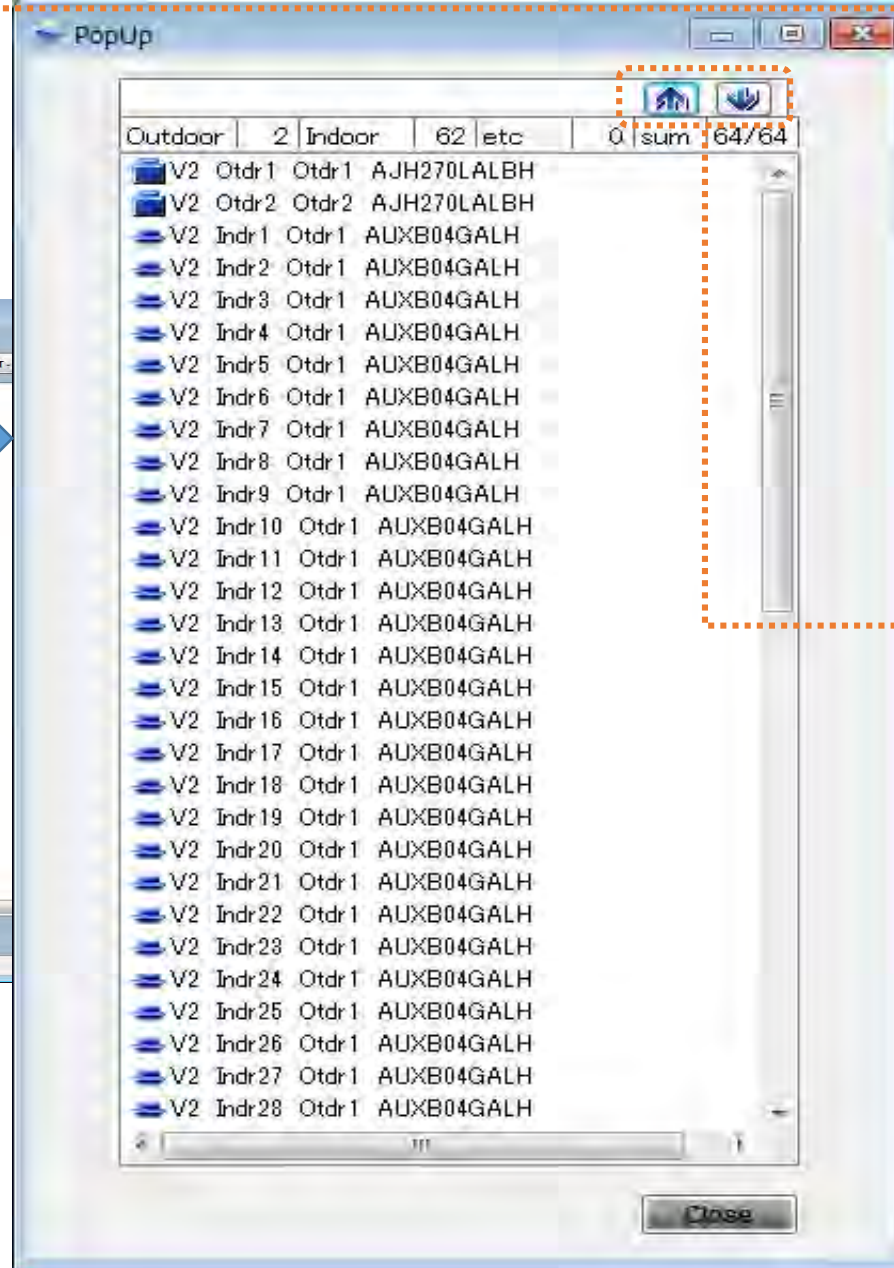 PopUp
Outdoor 2 Indoor 62 etc 0 sum 64/64
V2 Otdr1 Otdr1 AJH270LALBH
V2 Otdr2 Otdr2 AJH270LALBH
V2 Indr1 Otdr1 AUXB04GALH
V2 Indr2 Otdr1 AUXB04GALH
V2 Indr3 Otdr1 AUXB04GALH
V2 Indr4 Otdr1 AUXB04GALH
V2 Indr5 Otdr1 AUXB04GALH
V2 Indr6 Otdr1 AUXB04GALH
V2 Indr7 Otdr1 AUXB04GALH
V2 Indr8 Otdr1 AUXB04GALH
V2 Indr9 Otdr1 AUXB04GALH
V2 Indr10 Otdr1 AUXB04GALH
V2 Indr11 Otdr1 AUXB04GALH
V2 Indr12 Otdr1 AUXB04GALH
V2 Indr13 Otdr1 AUXB04GALH
V2 Indr14 Otdr1 AUXB04GALH
V2 Indr15 Otdr1 AUXB04GALH
V2 Indr16 Otdr1 AUXB04GALH
V2 Indr17 Otdr1 AUXB04GALH
V2 Indr18 Otdr1 AUXB04GALH
V2 Indr19 Otdr1 AUXB04GALH
V2 Indr20 Otdr1 AUXB04GALH
V2 Indr21 Otdr1 AUXB04GALH
V2 Indr22 Otdr1 AUXB04GALH
V2 Indr23 Otdr1 AUXB04GALH
V2 Indr24 Otdr1 AUXB04GALH
V2 Indr25 Otdr1 AUXB04GALH
V2 Indr26 Otdr1 AUXB04GALH
V2 Indr27 Otdr1 AUXB04GALH
V2 Indr28 Otdr1 AUXB04GALH
Close